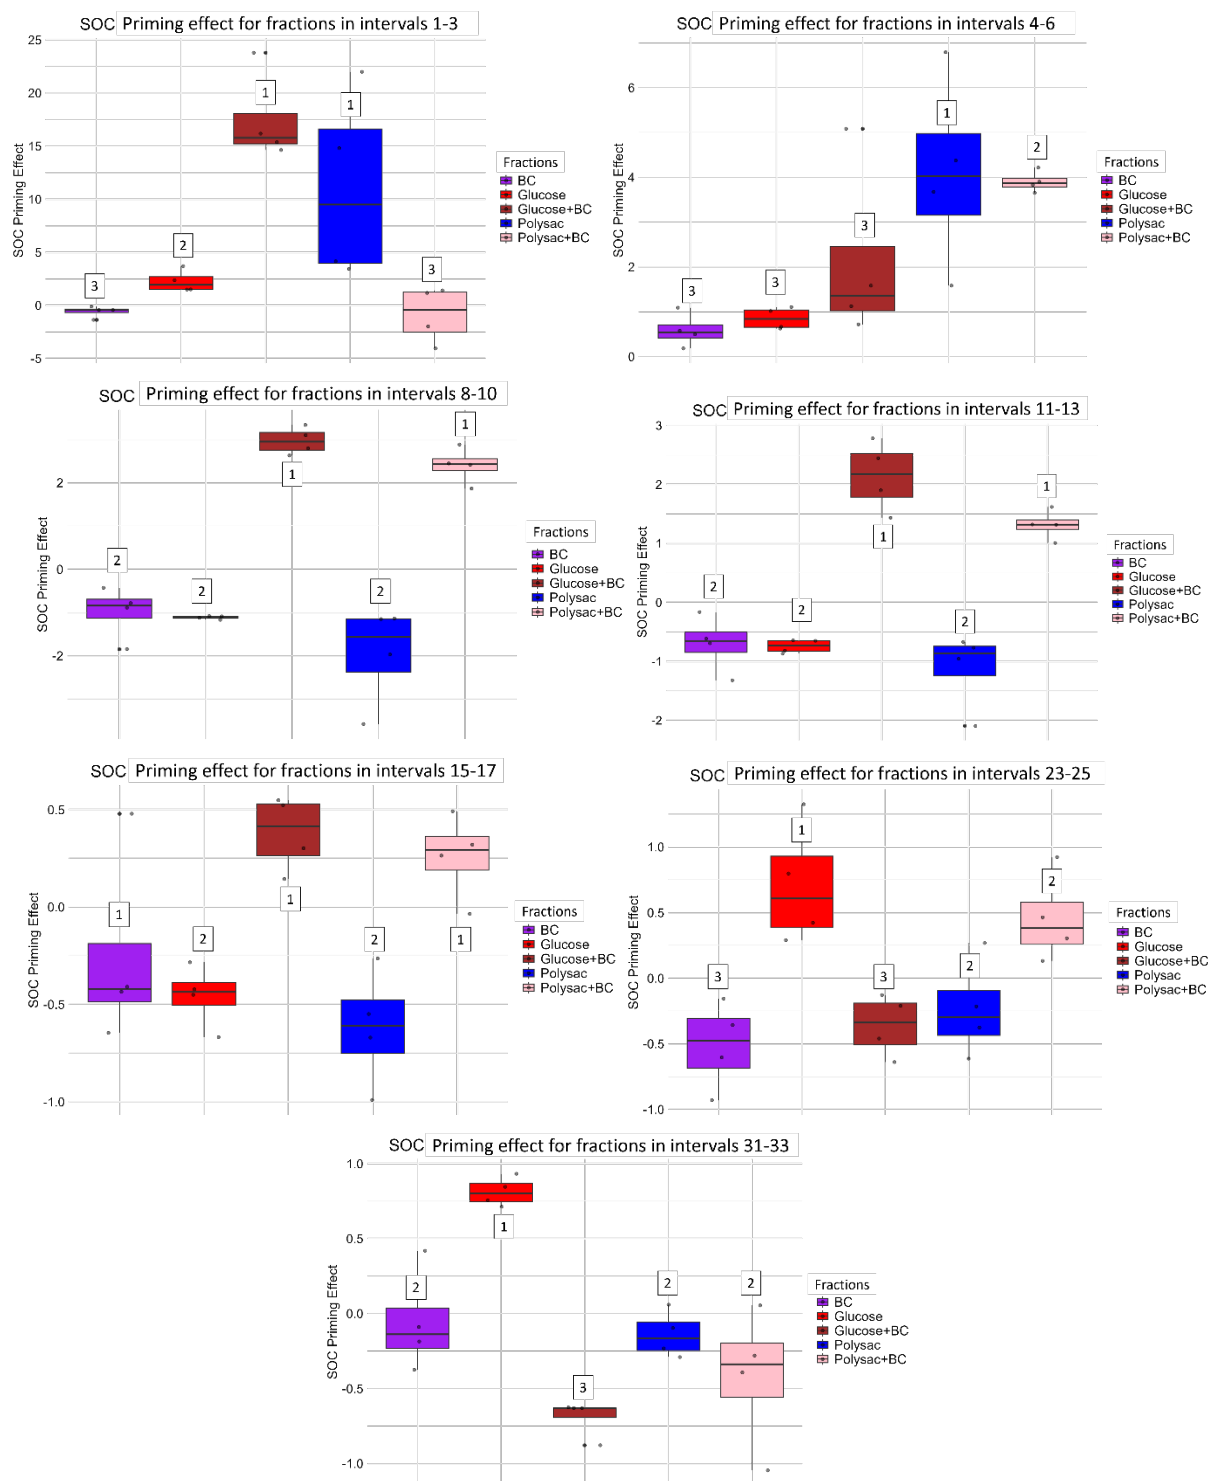 SOC Priming effect for fractions in intervals 1-3
25
20
15
10
5
0
-5
SOC Priming Effect
3
2
1
1
3
Fractions
BC
Glucose
Glucose+BC
Polysac
Polysac+BC
SOC Priming effect for fractions in intervals 4-6
6
4
2
0
SOC Priming Effect
3
3
3
1
2
Fractions
BC
Glucose
Glucose+BC
Polysac
Polysac+BC
SOC Priming effect for fractions in intervals 8-10
2
0
-2
SOC Priming Effect
2
2
1
2
1
Fractions
BC
Glucose
Glucose+BC
Polysac
Polysac+BC
SOC Priming effect for fractions in intervals 11-13
3
2
1
0
-1
-2
SOC Priming Effect
2
2
1
2
1
Fractions
BC
Glucose
Glucose+BC
Polysac
Polysac+BC
SOC Priming effect for fractions in intervals 15-17
0.5
0.0
-0.5
-1.0
SOC Priming Effect
1
2
1
2
1
Fractions
BC
Glucose
Glucose+BC
Polysac
Polysac+BC
SOC Priming effect for fractions in intervals 23-25
1.0
0.5
0.0
-0.5
-1.0
SOC Priming Effect
3
1
3
2
2
Fractions
BC
Glucose
Glucose+BC
Polysac
Polysac+BC
SOC Priming effect for fractions in intervals 31-33
1.0
0.5
0.0
-0.5
-1.0
SOC Priming Effect
2
1
3
2
2
Fractions
BC
Glucose
Glucose+BC
Polysac
Polysac+BC